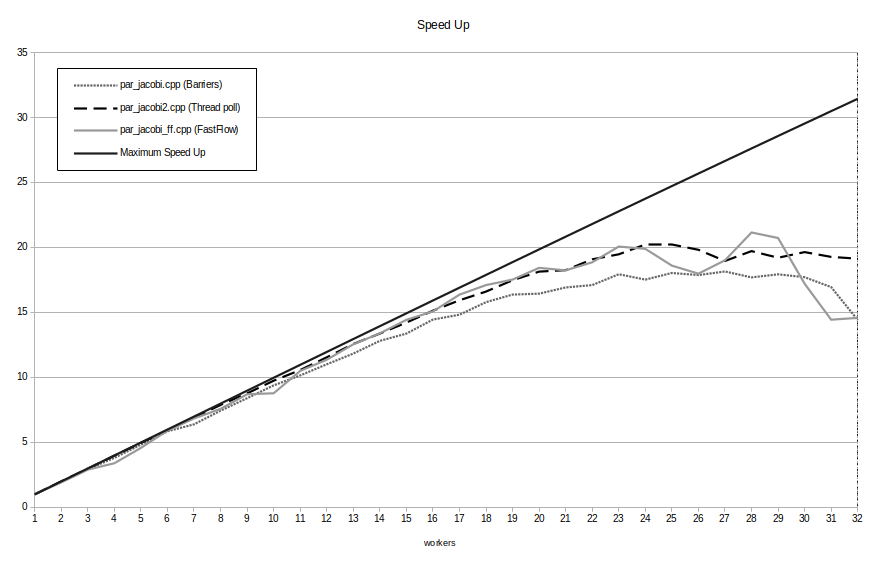 Speed Up
35
30
25
20
15
10
5
0
par_jacobi.cpp (Barriers)
par_jacobi2.cpp (Thread poll)
par_jacobi_ff.cpp (FastFlow)
Maximum Speed Up
1 2 3 4 5 6 7 8 9 10 11 12 13 14 15 16 17 18 19 20 21 22 23 24 25 26 27 28 29 30 31 32
workers